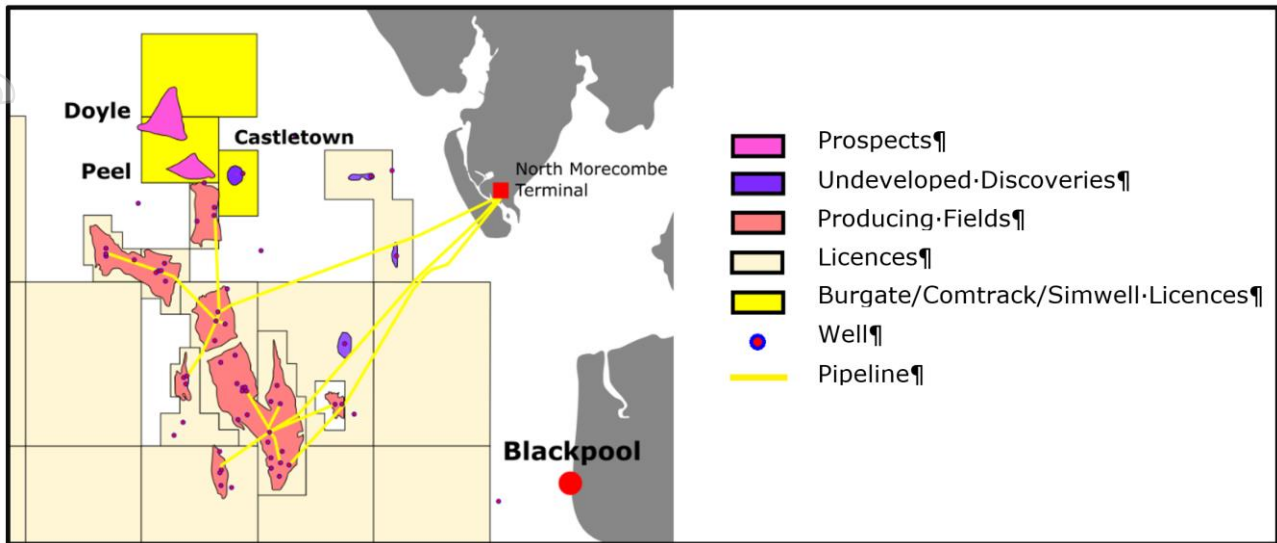 Doyle
Castletown
Peel
North Morecombe
Terminal
Blackpool
Prospects¶
Undeveloped·Discoveries¶
Producing·Fields¶
Licences¶
Burgate/Comtrack/Simwell·Licences¶
Well¶
Pipeline¶